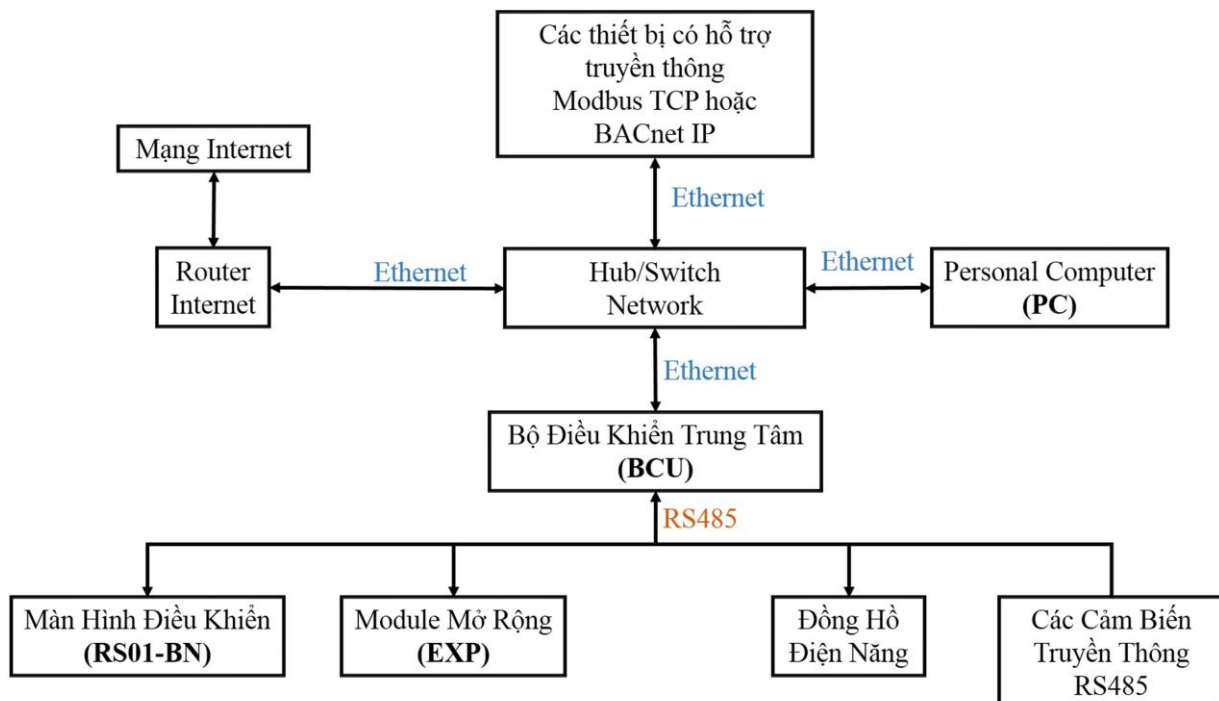 Các thiết bị có hỗ trợ
truyền thông
Modbus TCP hoặc
BACnet IP
Mạng Internet
Ethernet
Router
Internet
Ethernet
Hub/Switch
Network
Ethernet
Personal Computer
(PC)
Ethernet
Bộ Điều Khiển Trung Tâm
(BCU)
RS485
Màn Hình Điều Khiển
(RS01-BN)
Module Mở Rộng
(EXP)
Đồng Hồ
Điện Năng
Các Cảm Biến
Truyền Thông
RS485